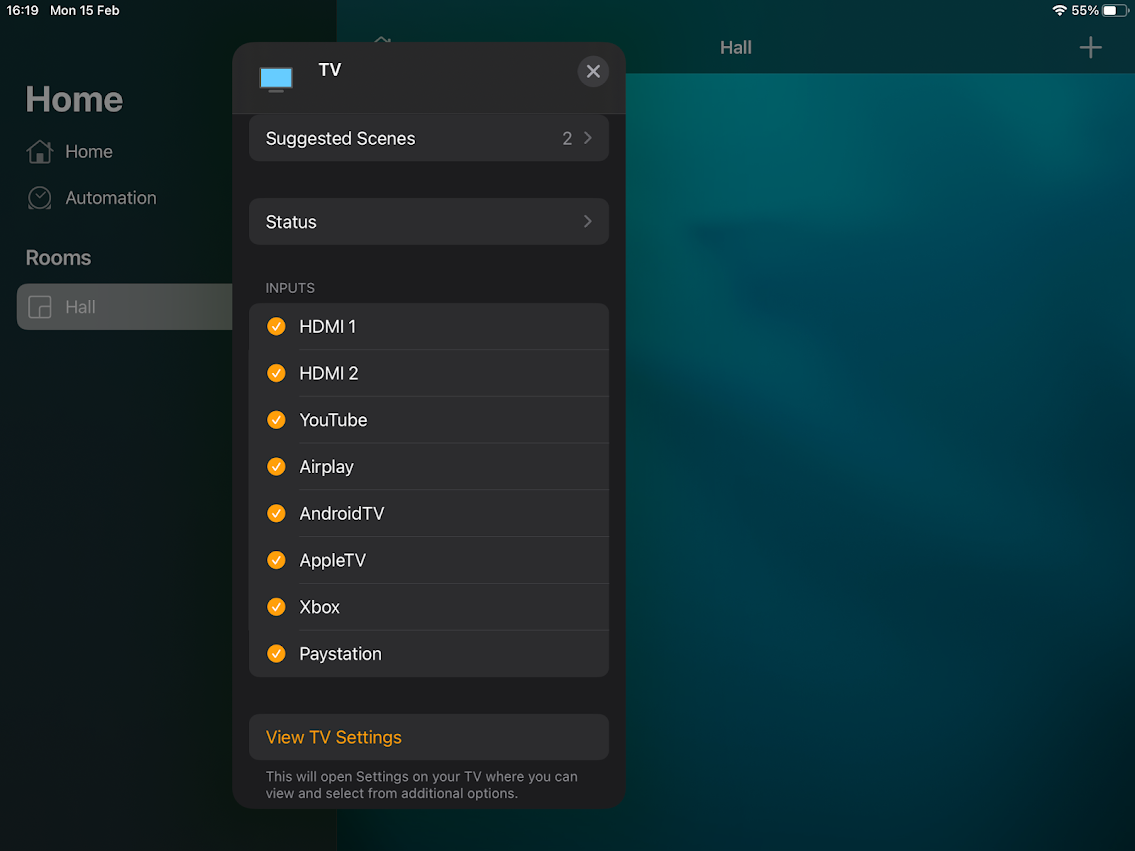 16:19 Mon 15 Feb
55%
Home
Home
Automation
Rooms
Hall
Hall
TV
Suggested Scenes 2
Status
INPUTS
HDMI 1
HDMI 2
YouTube
Airplay
AndroidTV
AppleTV
Xbox
Paystation
View TV Settings
This will open Settings on your TV where you can
view and select from additional options.